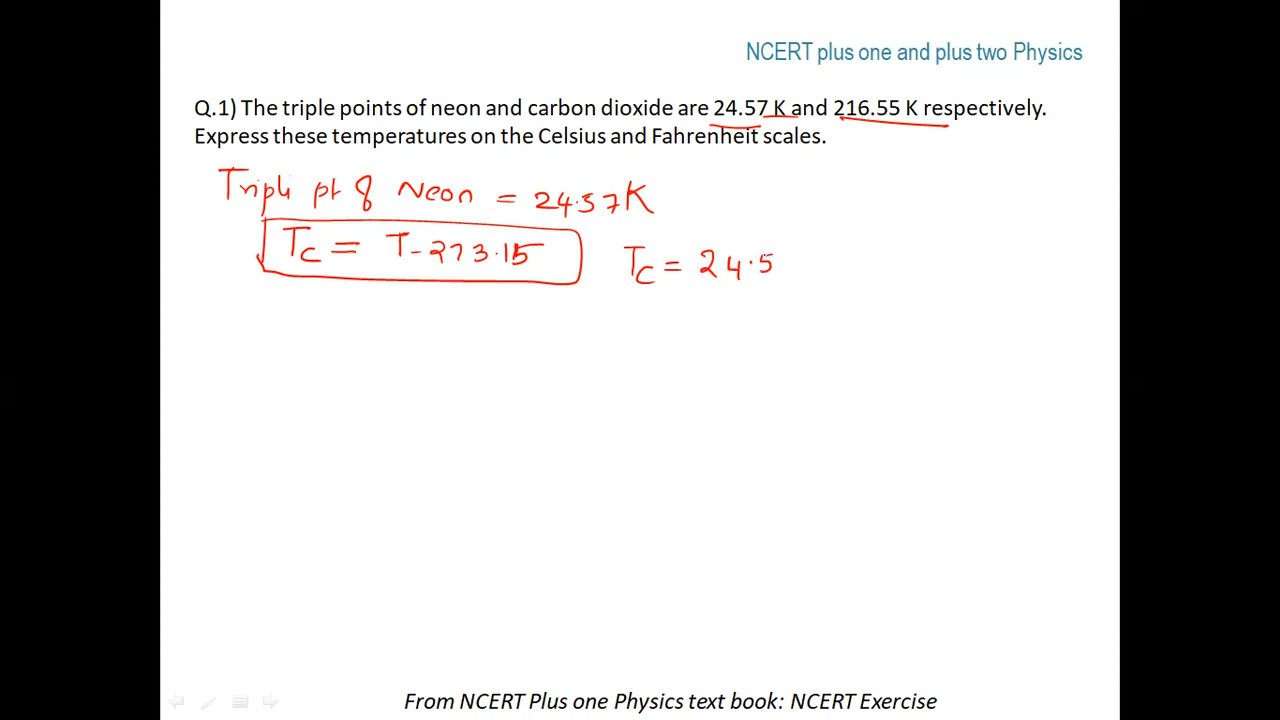 NCERT plus one and plus two Physics
Q.1) The triple points of neon and carbon dioxide are 24.57 K and 216.55 K respectively.
Express these temperatures on the Celsius and Fahrenheit scales.
Triple pt of Neon = 24.57K
Tc = T-273.15
Tc = 24.5
From NCERT Plus one Physics text book: NCERT Exercise